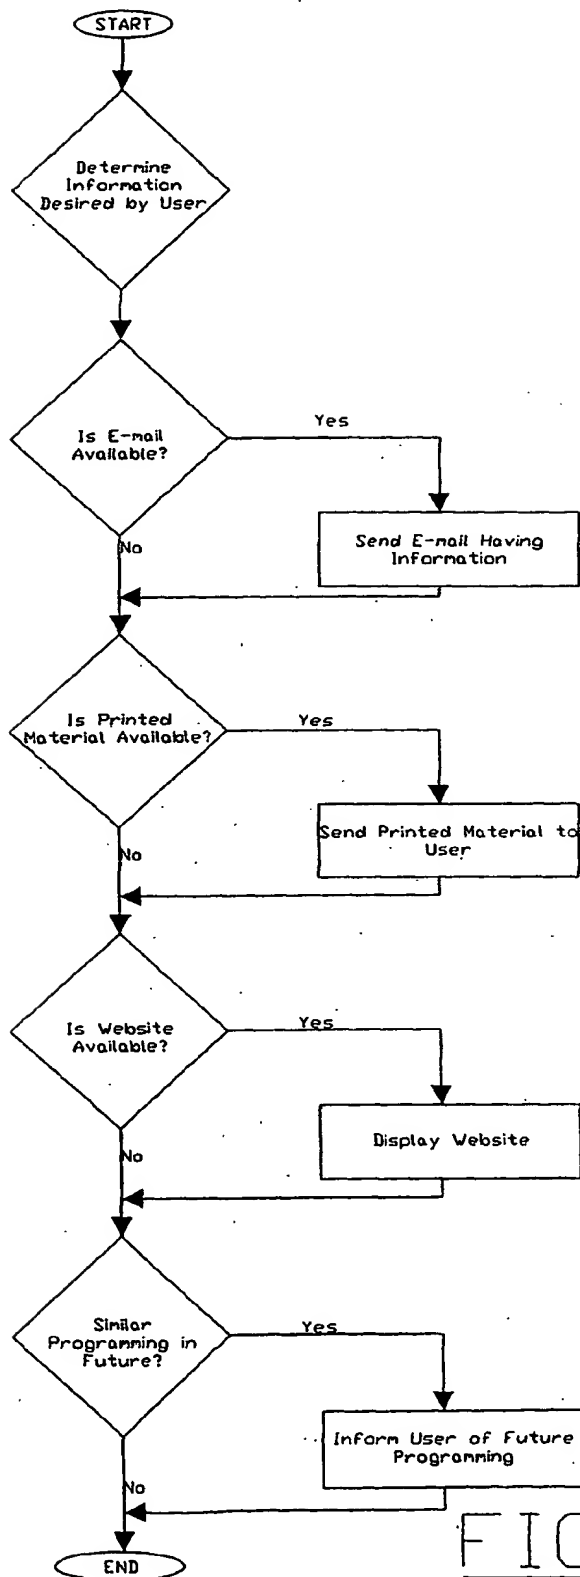 START
Determine
Information
Desired by User
Is E-mail
Available?
Yes
Send E-mail Having
Information
No
Is Printed
Material Available?
Yes
Send Printed Material to
User
No
Is Website
Available?
Yes
Display Website
No
Similar
Programming in
Future?
Yes
Inform User of Future
Programming
No
END